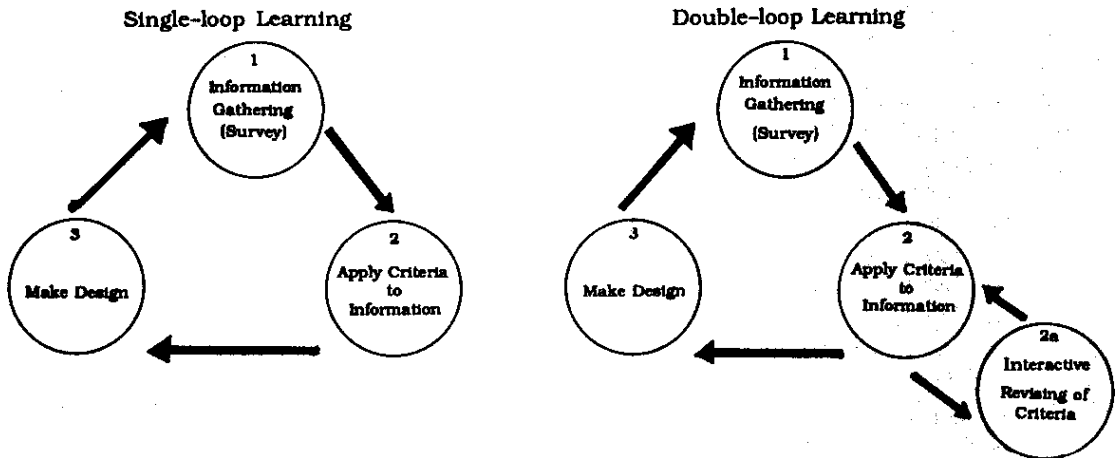 Single-loop Learning
1
Information
Gathering
(Survey)
3
Make Design
2
Apply Criteria
to
Information
Double-loop Learning
1
Information
Gathering
(Survey)
3
Make Design
2
Apply Criteria
to
Information
2a
Interactive
Revising of
Criteria